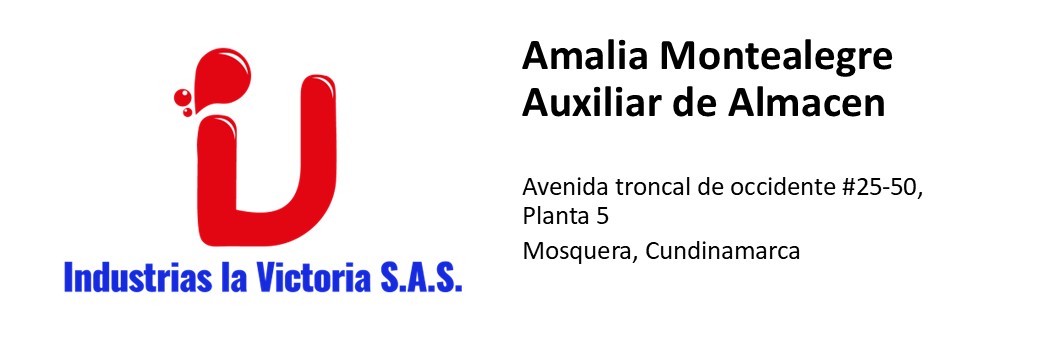 Amalia Montealegre
Auxiliar de Almacen
Avenida troncal de occidente #25-50,
Planta 5
Mosquera, Cundinamarca
Industrias la Victoria S.A.S.